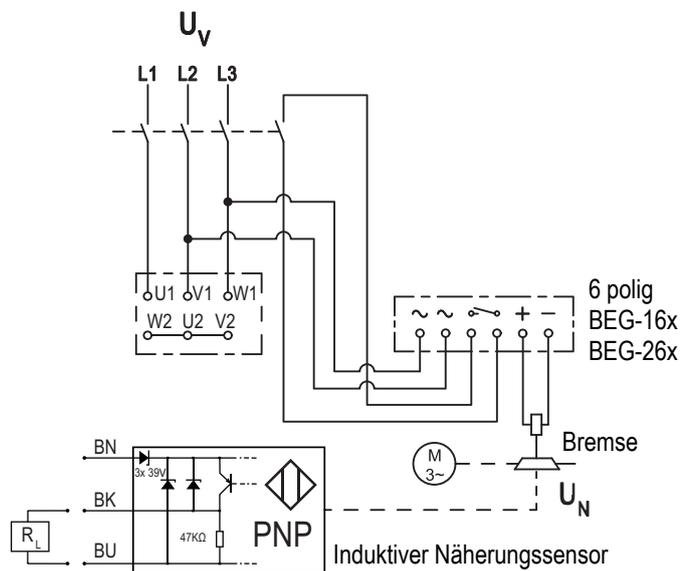 U_V
L1 L2 L3
U1 V1 W1
W2 U2 V2
∼ ∼ + −
6 polig
BEG-16x
BEG-26x
Bremse
M
3~
U_N
BN
3x 39V
BK
47KΩ
PNP
R_L
BU
Induktiver Näherungssensor